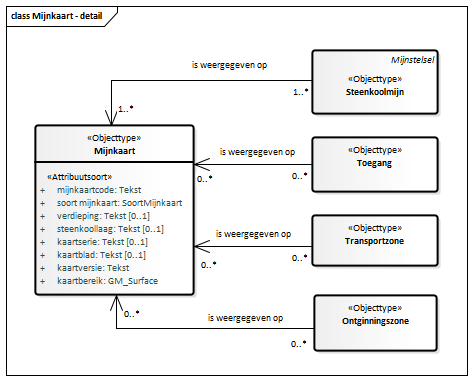 class Mijnkaart - detail
is weergegeven op
Mijnstelsel
«Objecttype»
Steenkoolmijn
1..*
1..*
«Objecttype»
Mijnkaart
«Attribuutsoort»
+ mijnkaartcode: Tekst
+ soort mijnkaart: SoortMijnkaart
+ verdieping: Tekst [0..1]
+ steenkoollaag: Tekst [0..1]
+ kaartserie: Tekst [0..1]
+ kaartblad: Tekst [0..1]
+ kaartversie: Tekst
+ kaartbereik: GM_Surface
is weergegeven op
«Objecttype»
Toegang
0..*
0..*
is weergegeven op
«Objecttype»
Transportzone
0..*
0..*
is weergegeven op
«Objecttype»
Ontginningszone
0..*
0..*